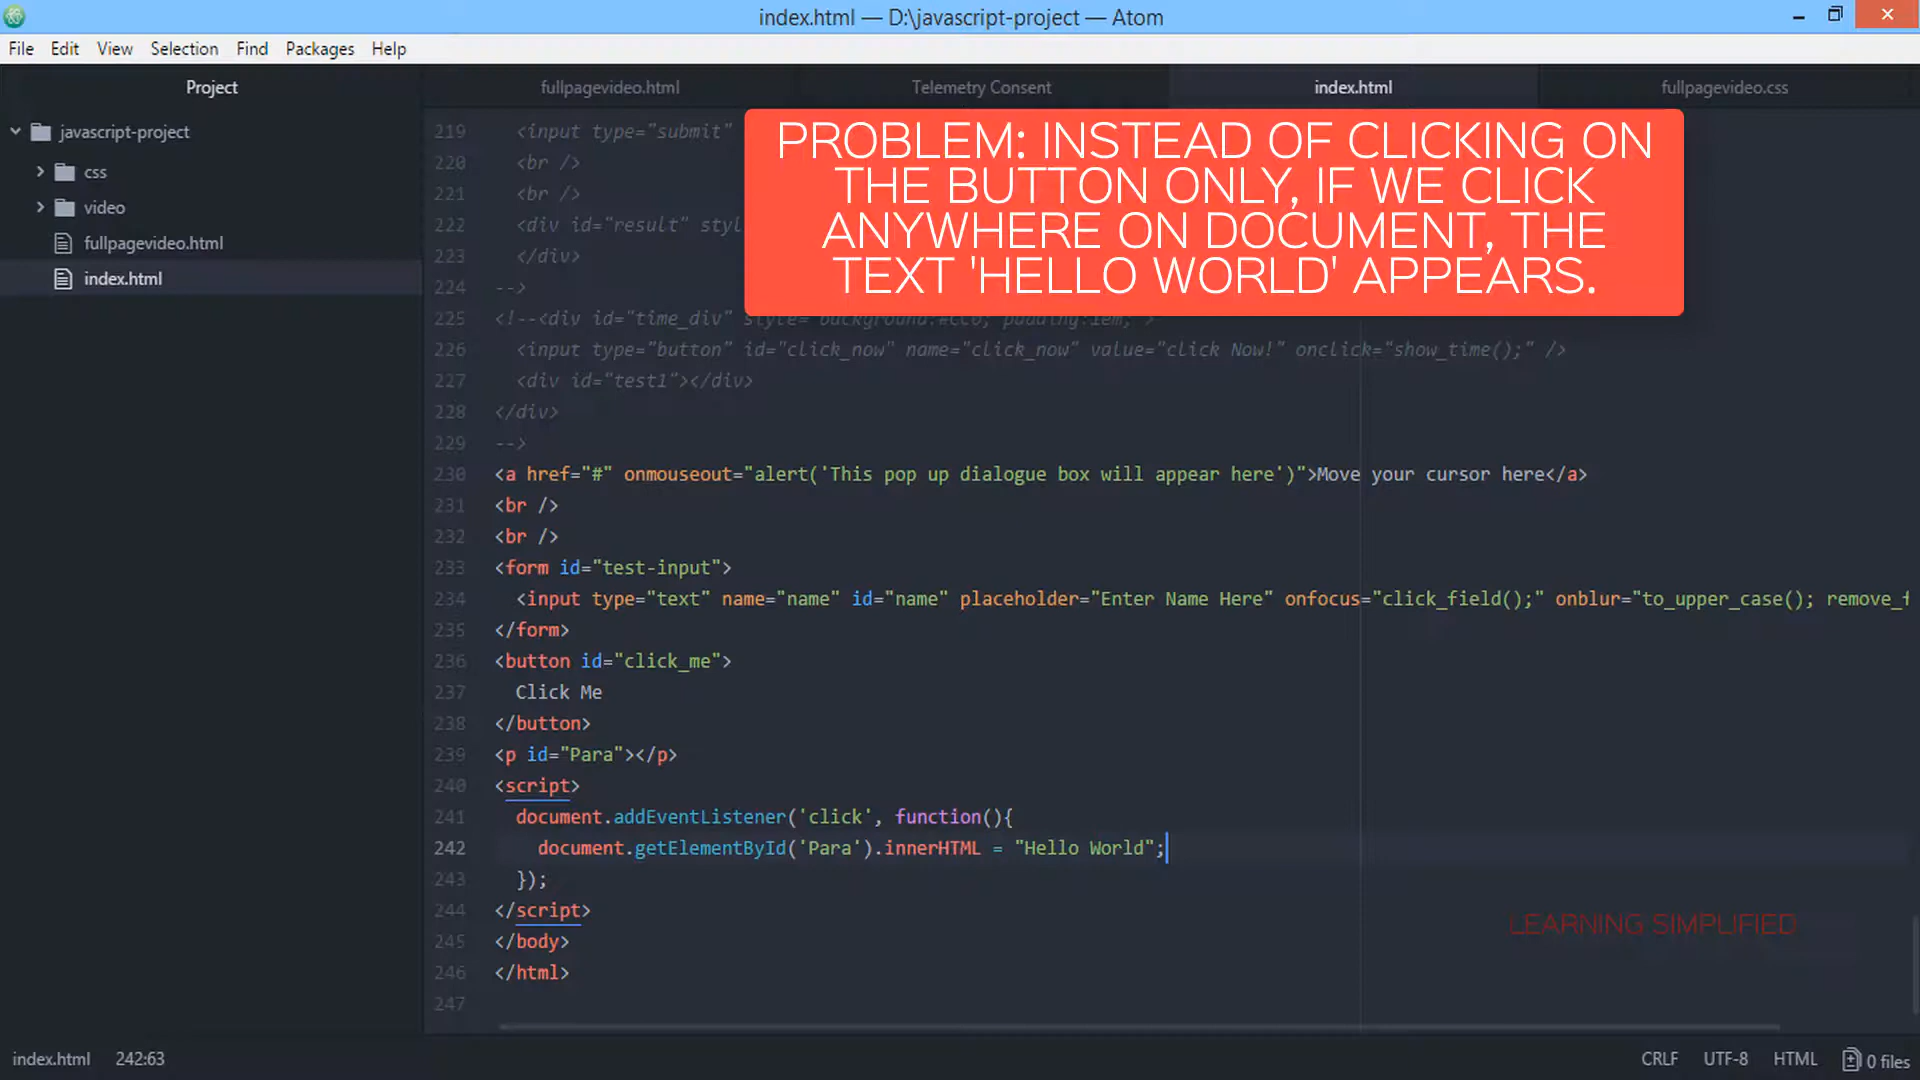 index.html — D:\javascript-project — Atom
File Edit View Selection Find Packages Help
Project
fullpagevideo.html Telemetry Consent index.html fullpagevideo.css
javascript-project
css
video
fullpagevideo.html
index.html
PROBLEM: INSTEAD OF CLICKING ON
THE BUTTON ONLY, IF WE CLICK
ANYWHERE ON DOCUMENT, THE
TEXT 'HELLO WORLD' APPEARS.
219 <input type="submit"
220 <br />
221 <br />
222 <div id="result" styl
223 </div>
224 -->
225 <!--<div id="time_div" style="background:#CC0; padding:1em;">
226 <input type="button" id="click_now" name="click_now" value="click Now!" onclick="show_time();" />
227 <div id="test1"></div>
228 </div>
229 -->
230 <a href="#" onmouseout="alert('This pop up dialogue box will appear here')">Move your cursor here</a>
231 <br />
232 <br />
233 <form id="test-input">
234 <input type="text" name="name" id="name" placeholder="Enter Name Here" onfocus="click_field();" onblur="to_upper_case(); remove_f
235 </form>
236 <button id="click_me">
237 Click Me
238 </button>
239 <p id="Para"></p>
240 <script>
241 document.addEventListener('click', function(){
242 document.getElementById('Para').innerHTML = "Hello World";
243 });
244 </script>
245 </body>
246 </html>
247
LEARNING SIMPLIFIED
index.html 242:63 CRLF UTF-8 HTML 0 files